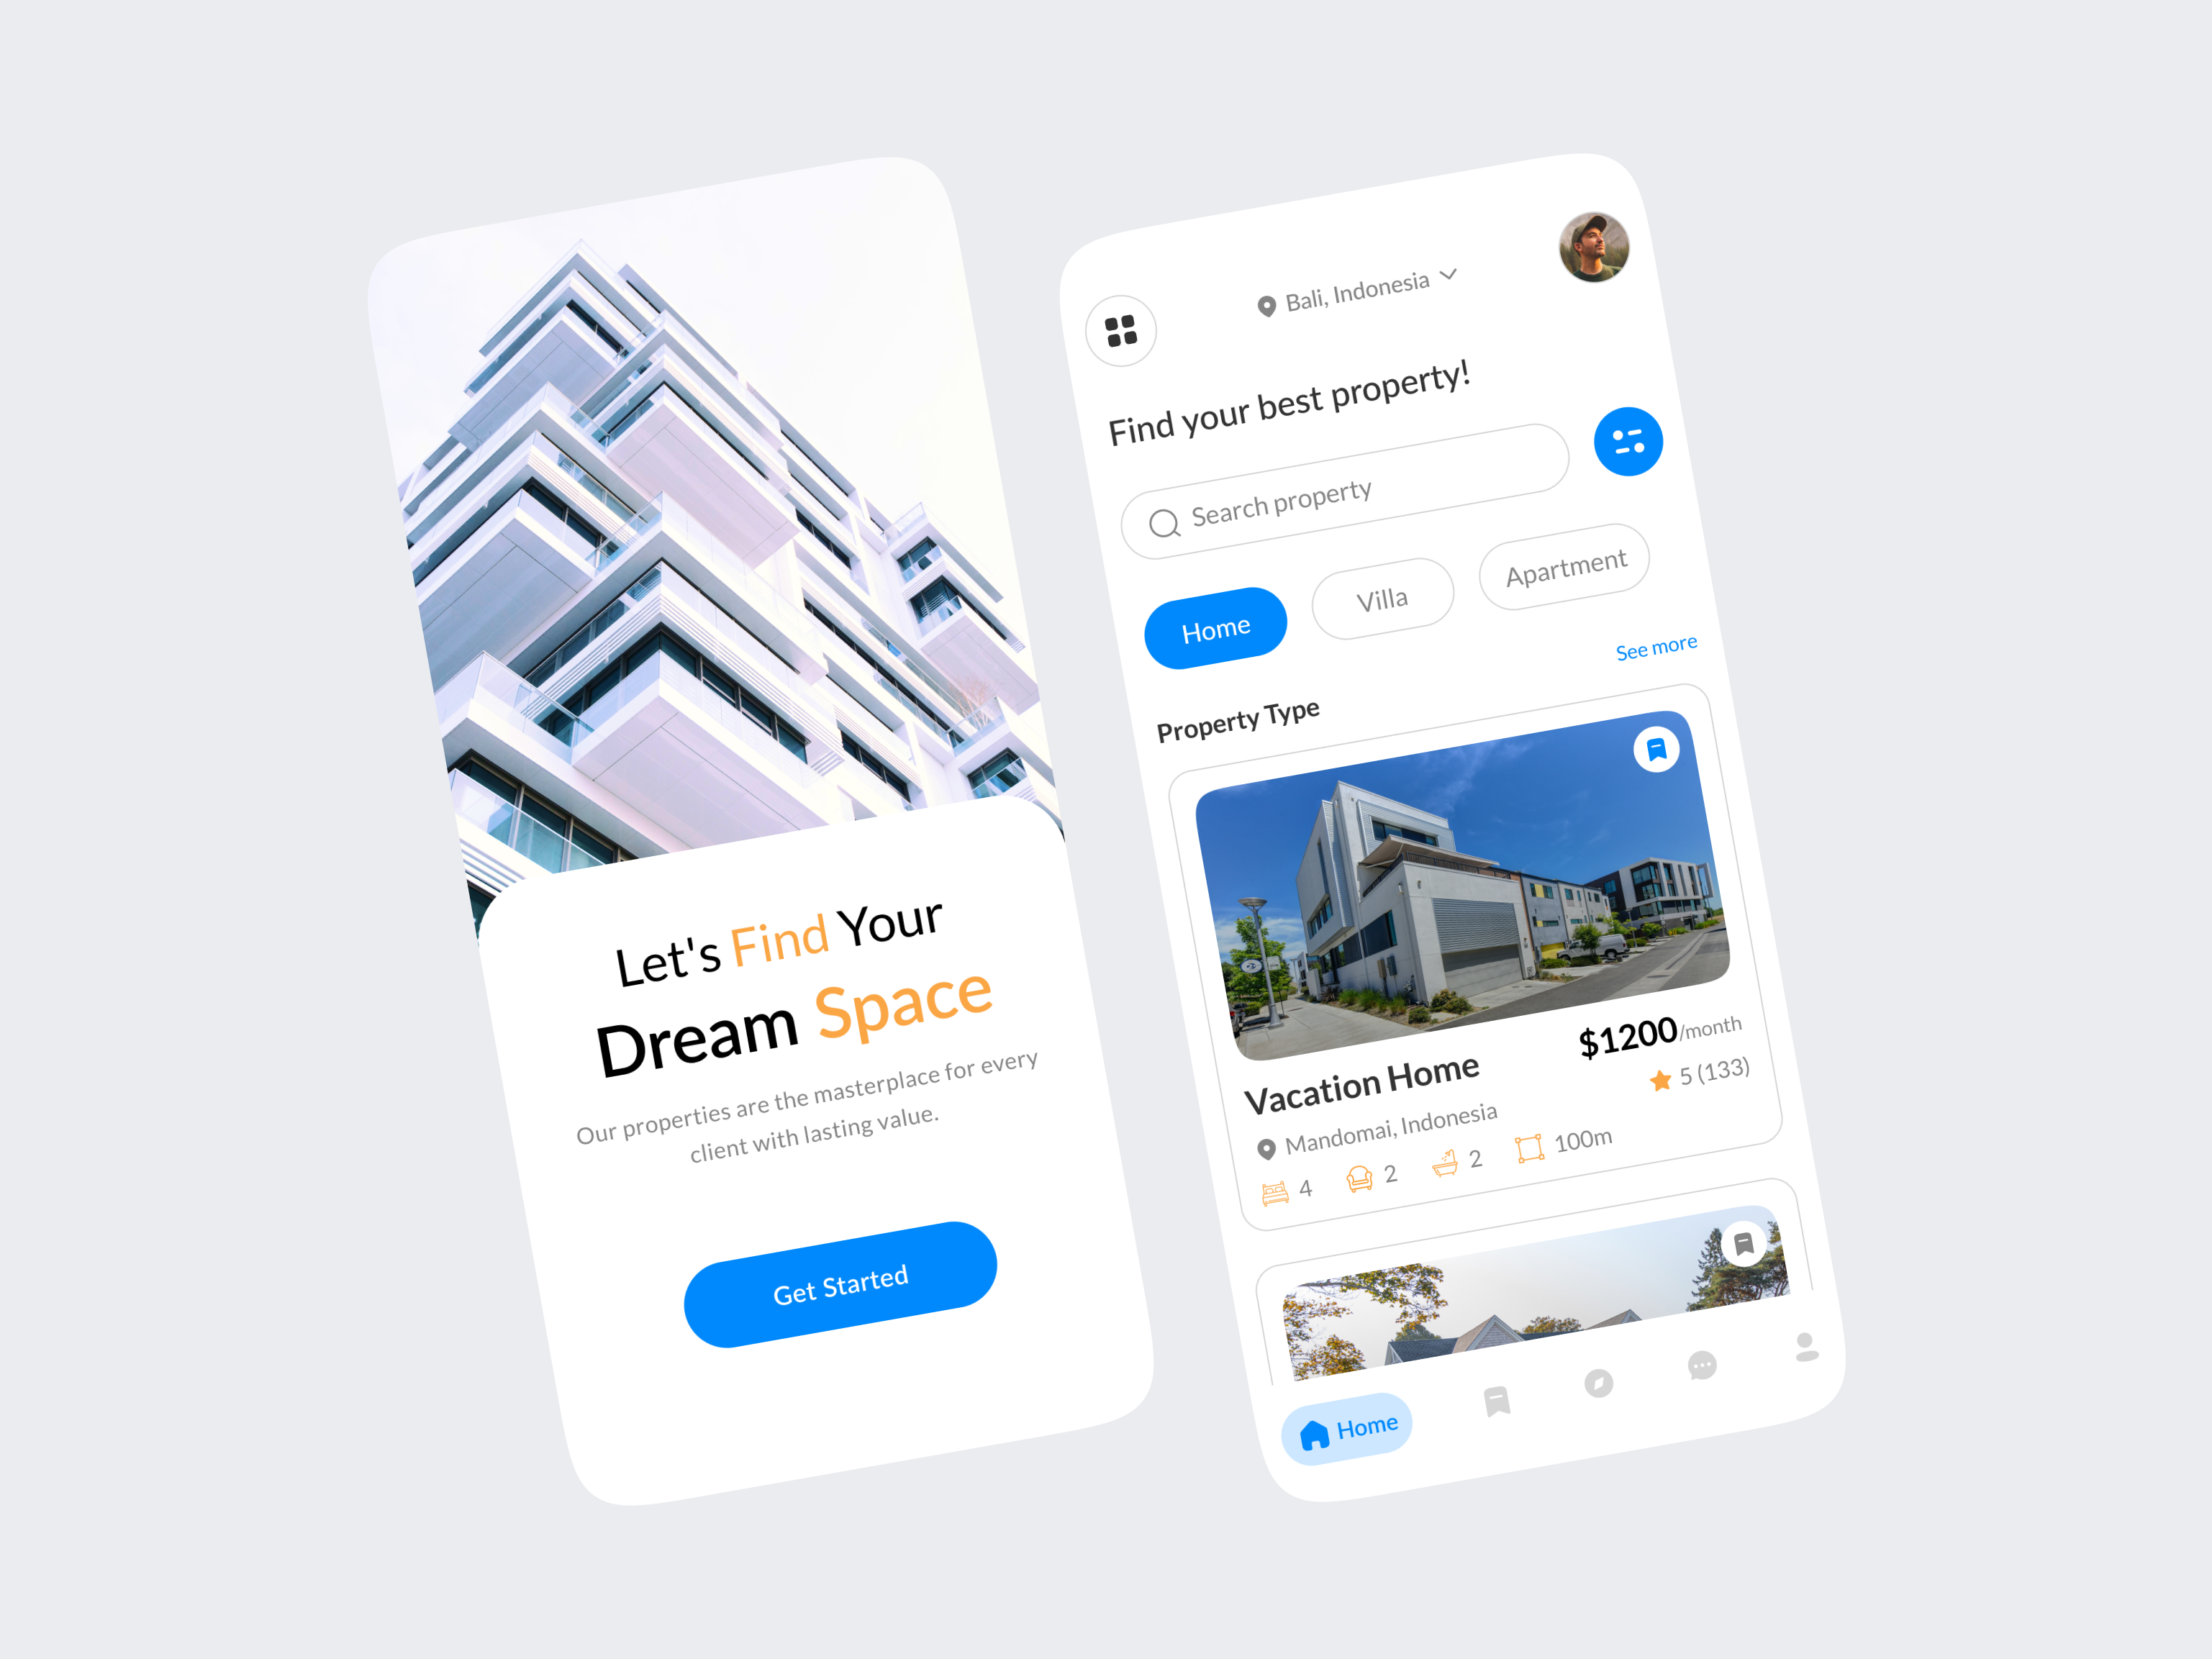 Let's Find Your
Dream Space
Our properties are the masterplace for every
client with lasting value.
Get Started
Bali, Indonesia
Find your best property!
Search property
Home
Villa
Apartment
Property Type
See more
Vacation Home
$1200/month
Mandomai, Indonesia
5 (133)
4
2
2
100m
Home